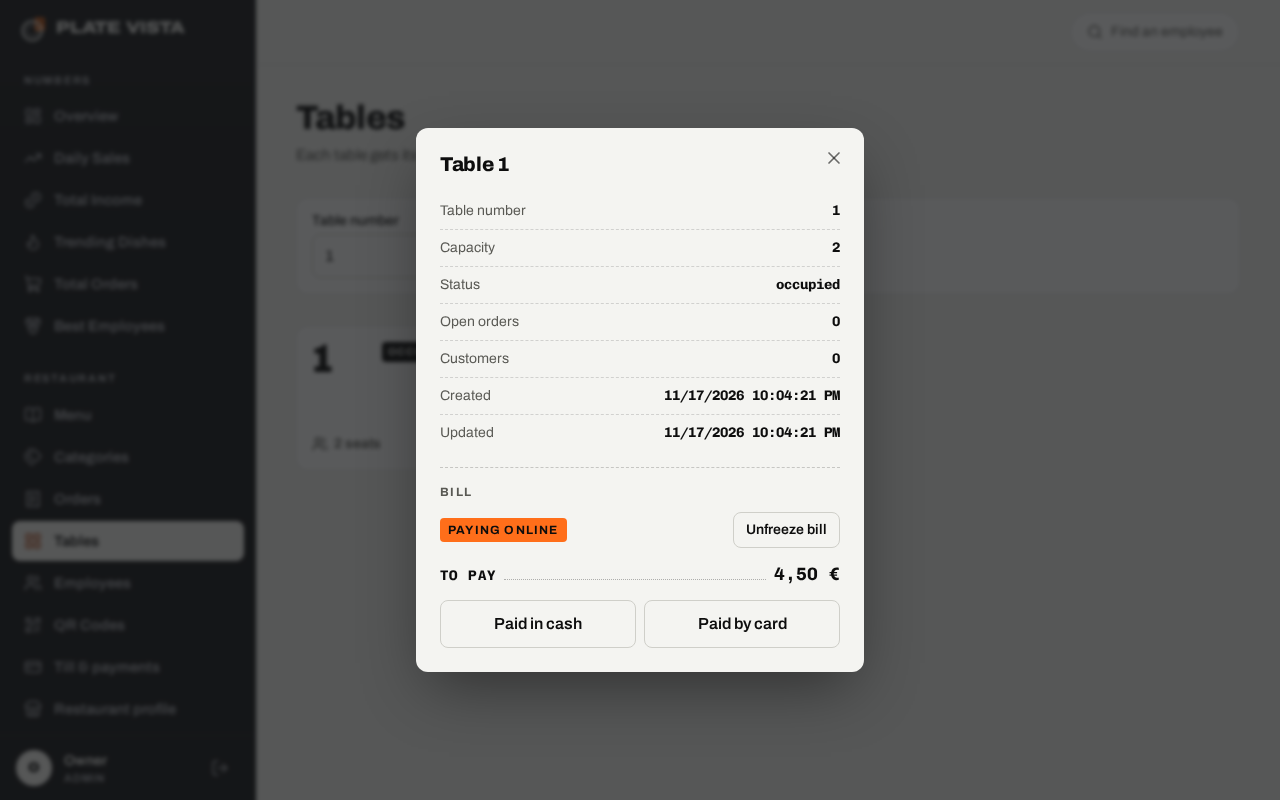 PLATE VISTA
Find an employee
NUMBERS
Overview
Daily Sales
Total Income
Trending Dishes
Total Orders
Best Employees
RESTAURANT
Menu
Categories
Orders
Tables
Employees
QR Codes
Till & payments
Restaurant profile
Owner
ADMIN
Tables
Each table gets its
Table number
1
1
2 seats
Table 1
Table number 1
Capacity 2
Status occupied
Open orders 0
Customers 0
Created 11/17/2026 10:04:21 PM
Updated 11/17/2026 10:04:21 PM
BILL
PAYING ONLINE
Unfreeze bill
TO PAY 4,50 €
Paid in cash
Paid by card